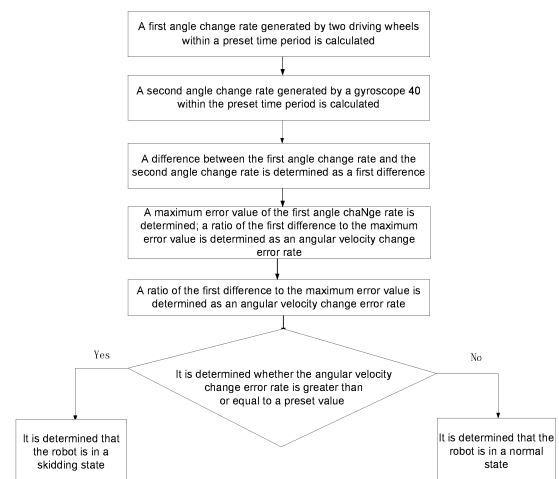 A first angle change rate generated by two driving wheels
within a preset time period is calculated
A second angle change rate generated by a gyroscope 40
within the preset time period is calculated
A difference between the first angle change rate and the
second angle change rate is determined as a first difference
A maximum error value of the first angle chaNge rate is
determined; a ratio of the first difference to the maximum
error value is determined as an angular velocity change
error rate
A ratio of the first difference to the maximum error value is
determined as an angular velocity change error rate
Yes
No
It is determined whether the angular velocity
change error rate is greater than
or equal to a preset value
It is determined that
the robot is in a
skidding state
It is determined that the
robot is in a normal
state